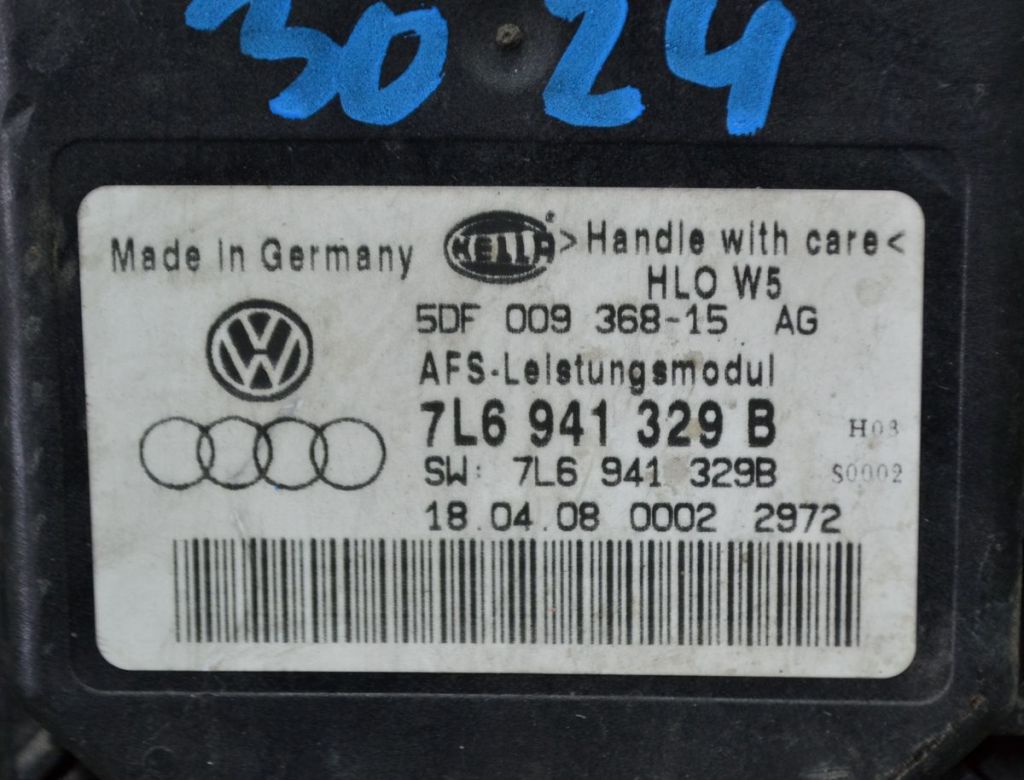 3024
Made in Germany
HELLA
>Handle with care<
HLO W5
5DF 009 368-15 AG
AFS-Leistungsmodul
7L6 941 329 B
H03
SW: 7L6 941 329B
S0002
18.04.08 0002 2972